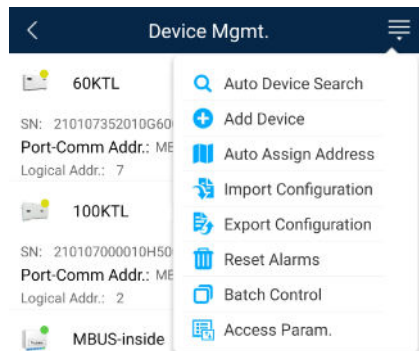 Device Mgmt.
60KTL
SN: 210107352010G60
Port-Comm Addr.: MB
Logical Addr.: 7
100KTL
SN: 210107000010H50
Port-Comm Addr.: MB
Logical Addr.: 2
MBUS-inside
Auto Device Search
Add Device
Auto Assign Address
Import Configuration
Export Configuration
Reset Alarms
Batch Control
Access Param.